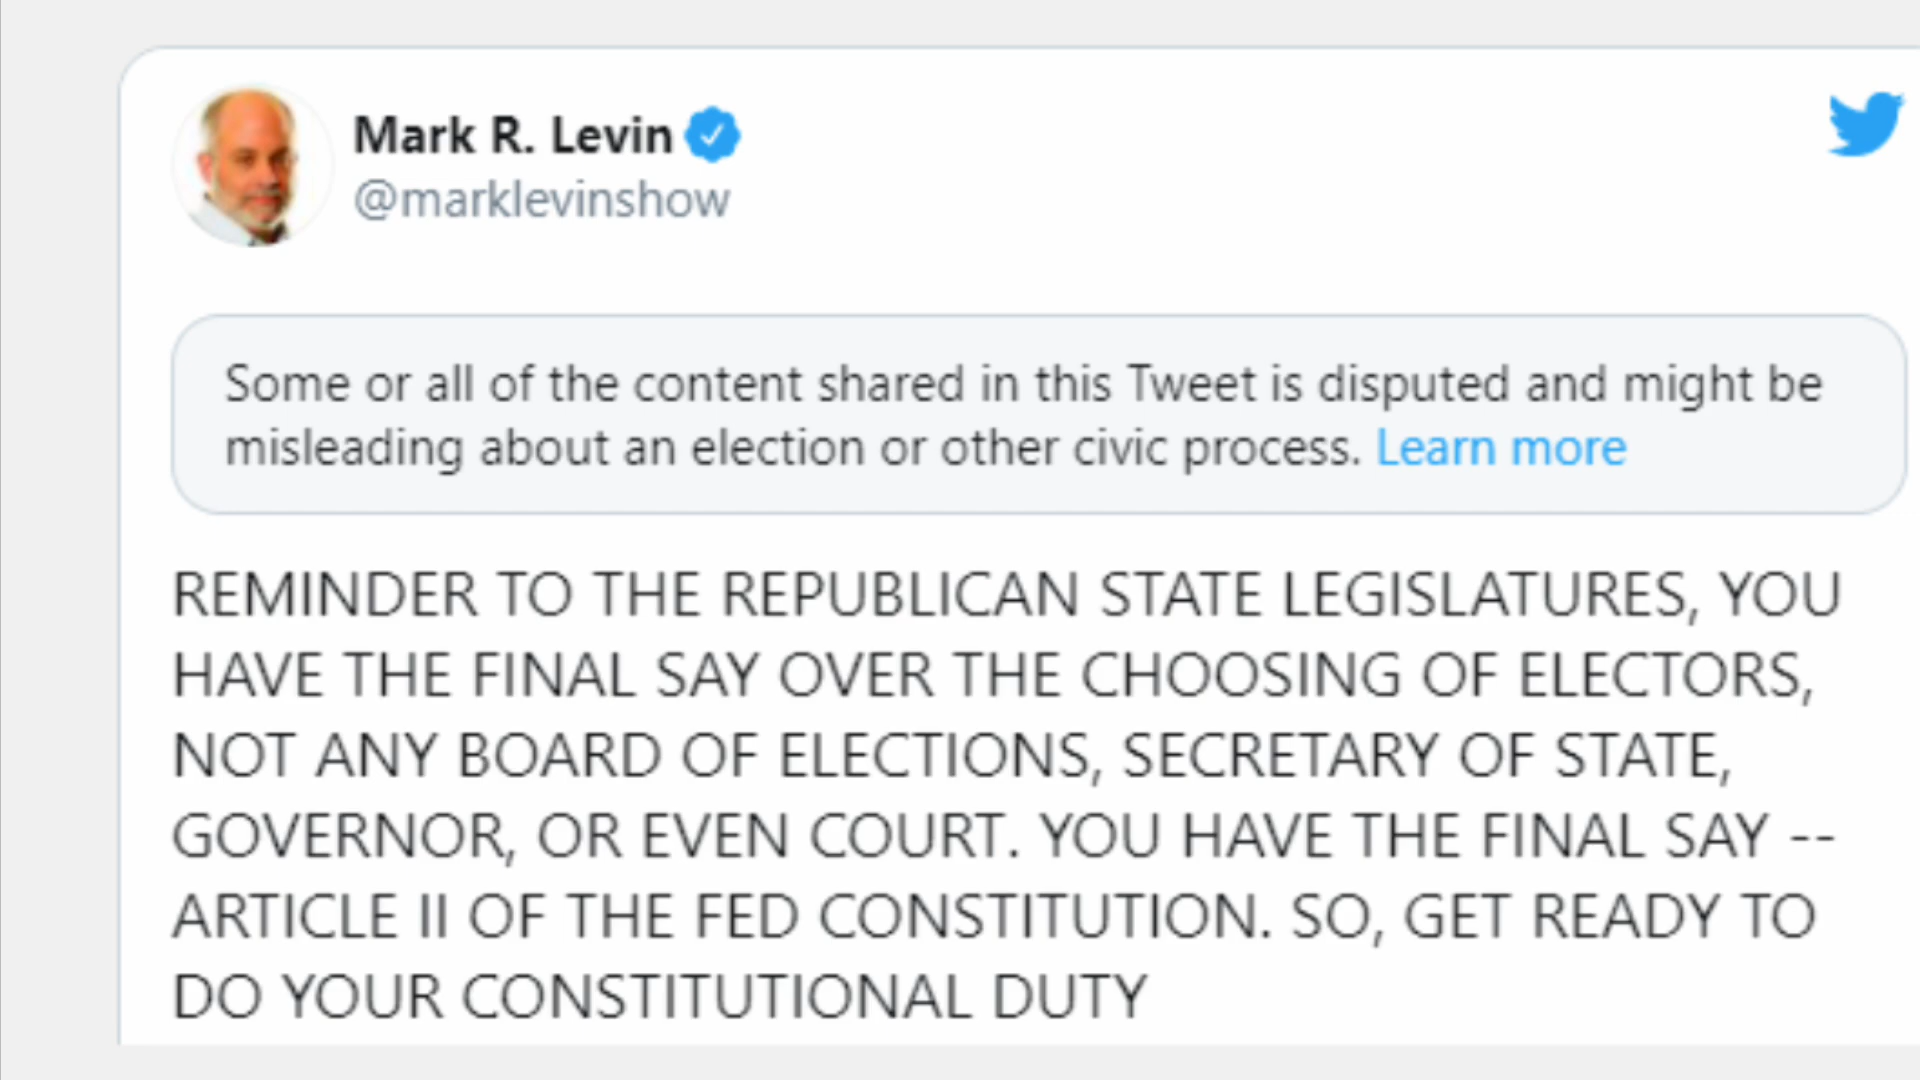 Mark R. Levin
@marklevinshow
Some or all of the content shared in this Tweet is disputed and might be
misleading about an election or other civic process. Learn more
REMINDER TO THE REPUBLICAN STATE LEGISLATURES, YOU
HAVE THE FINAL SAY OVER THE CHOOSING OF ELECTORS,
NOT ANY BOARD OF ELECTIONS, SECRETARY OF STATE,
GOVERNOR, OR EVEN COURT. YOU HAVE THE FINAL SAY --
ARTICLE II OF THE FED CONSTITUTION. SO, GET READY TO
DO YOUR CONSTITUTIONAL DUTY